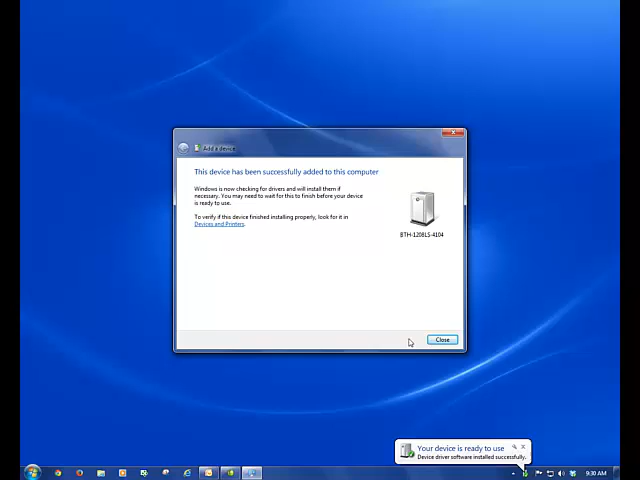 Add a device
This device has been successfully added to this computer
Windows is now checking for drivers and will install them if
necessary. You may need to wait for this to finish before your device
is ready to use.
To verify if this device finished installing properly, look for it in
Devices and Printers.
BTH-1208LS-4104
Close
Your device is ready to use
Device driver software installed successfully.
9:30 AM